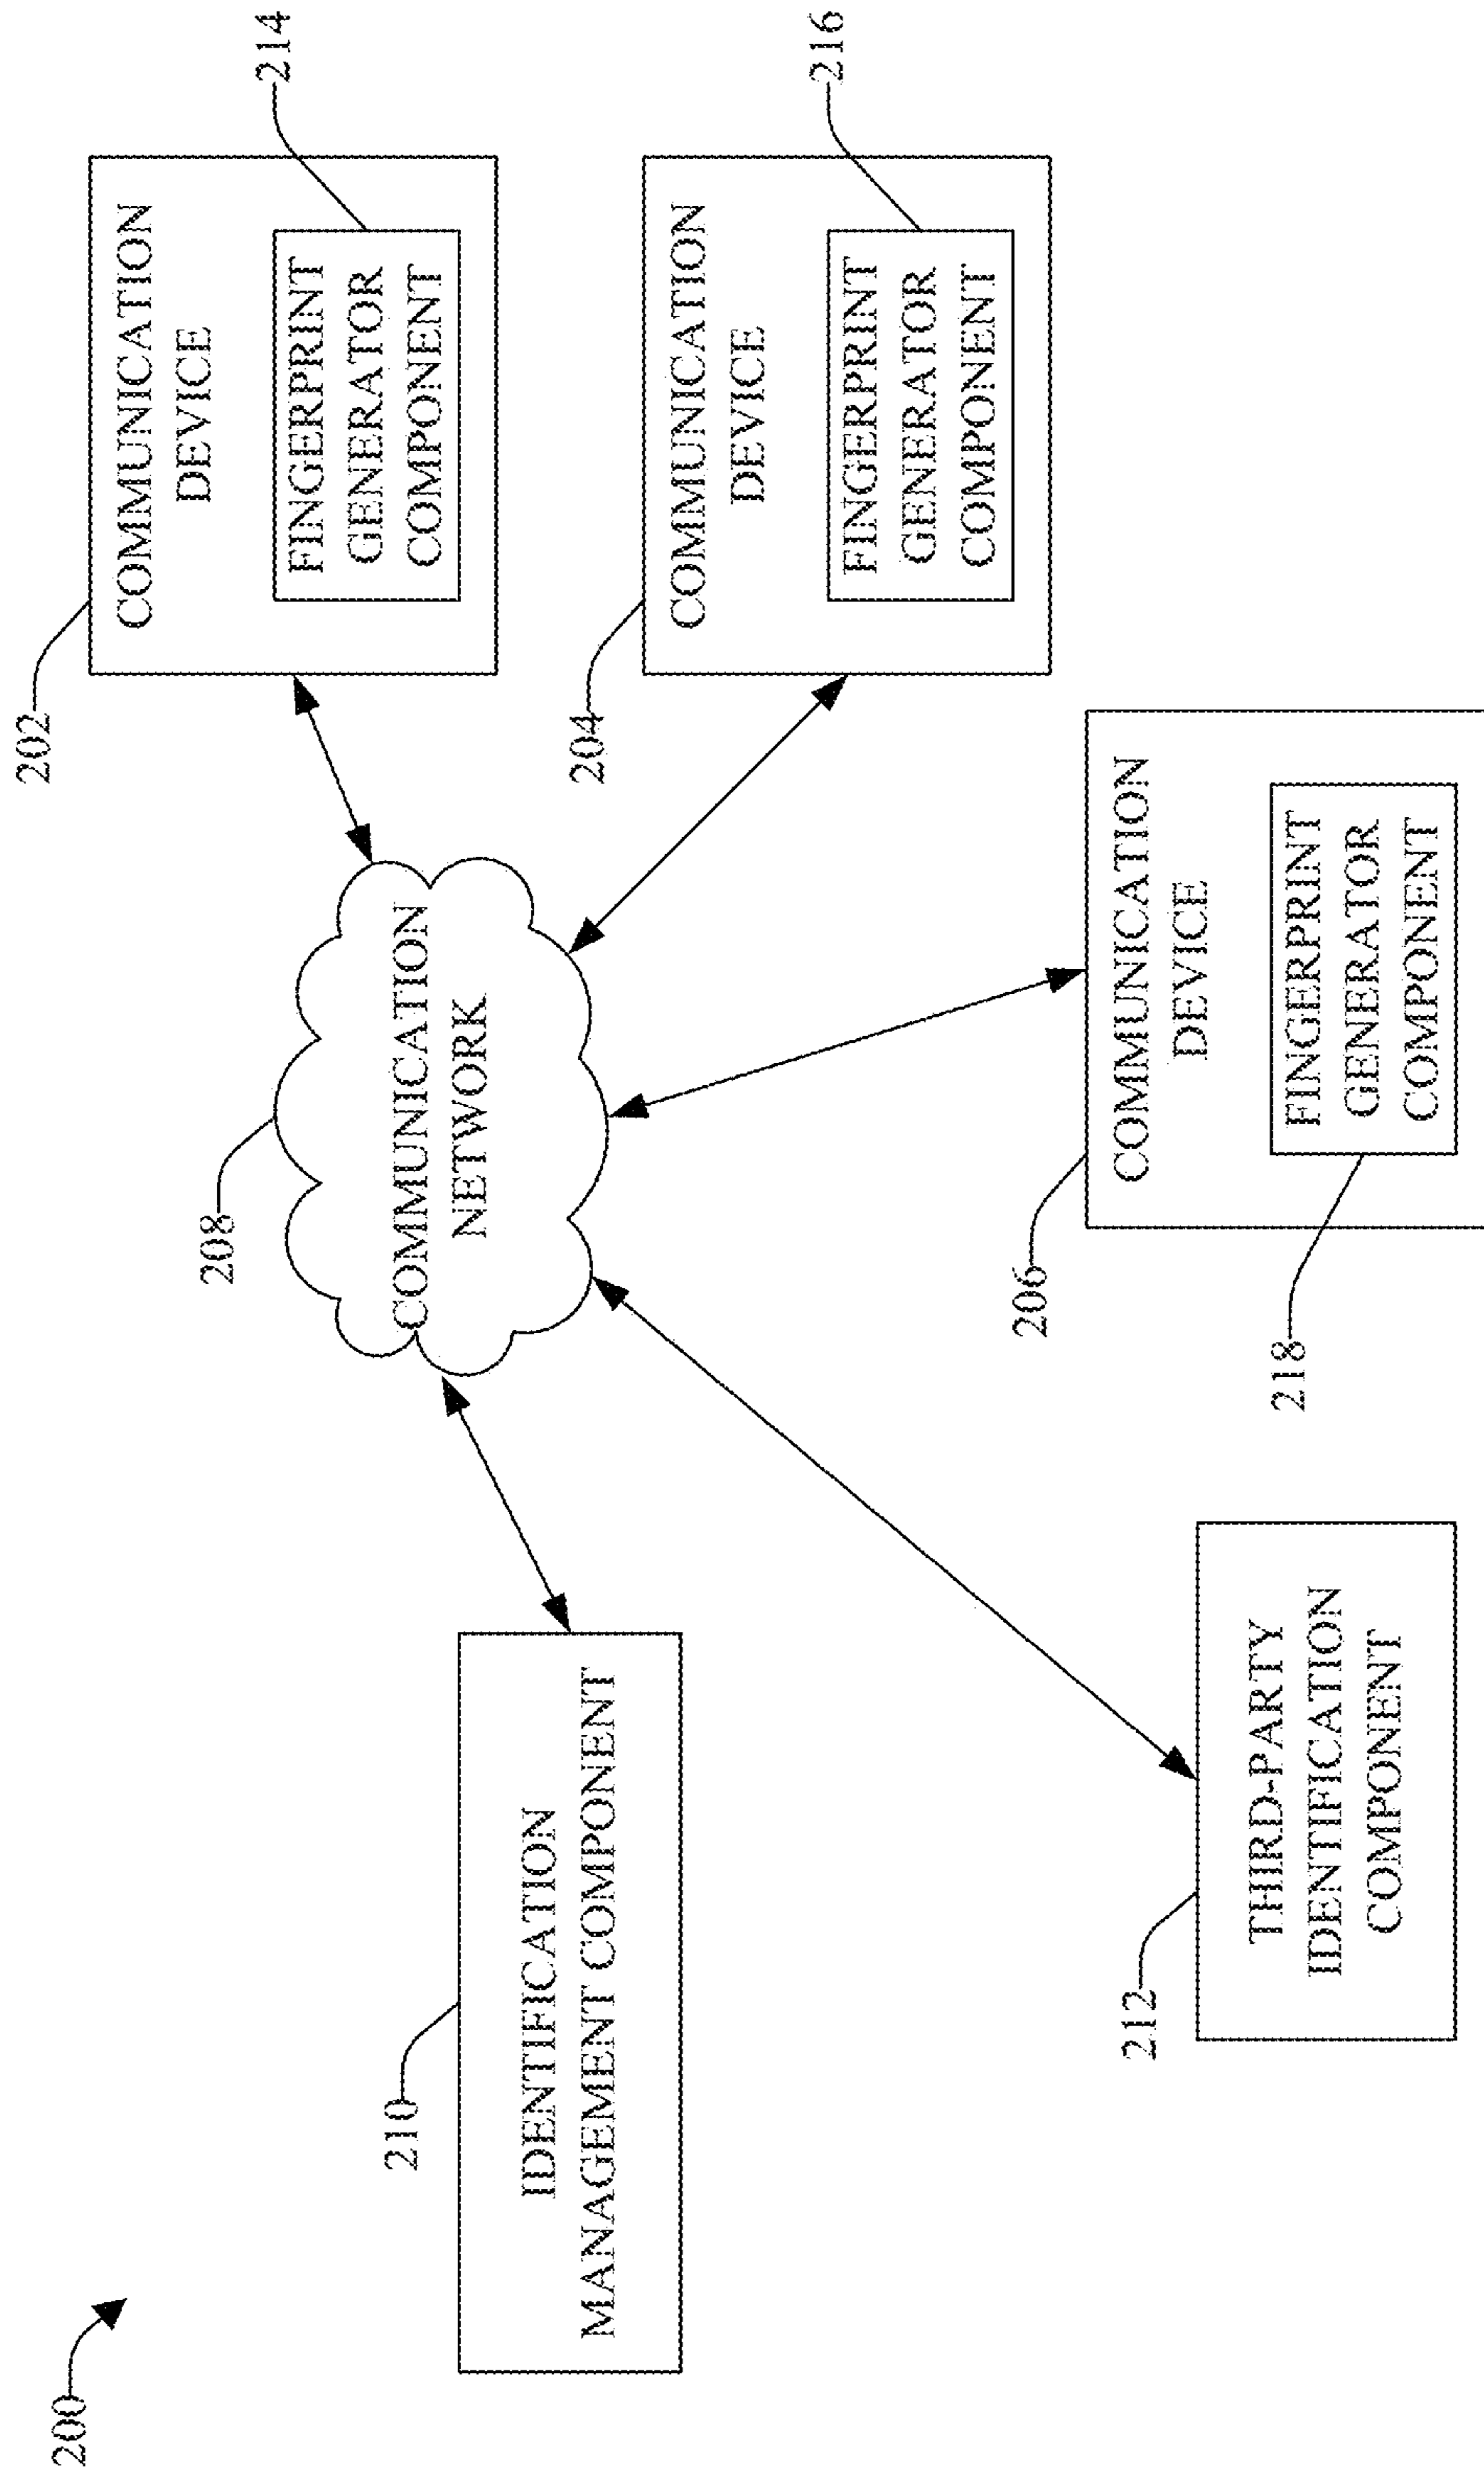 200
210
IDENTIFICATION
MANAGEMENT COMPONENT
208
COMMUNICATION
NETWORK
202
COMMUNICATION
DEVICE
FINGERPRINT
GENERATOR
COMPONENT
214
204
COMMUNICATION
DEVICE
FINGERPRINT
GENERATOR
COMPONENT
216
206
COMMUNICATION
DEVICE
FINGERPRINT
GENERATOR
COMPONENT
218
212
THIRD-PARTY
IDENTIFICATION
COMPONENT